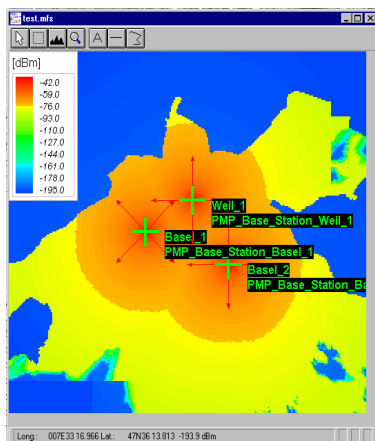 test.mfs
A
[dBm]
-42.0
-59.0
-76.0
-93.0
-110.0
-127.0
-144.0
-161.0
-178.0
-195.0
Weil_1
PMP_Base_Station_Weil_1
Basel_1
PMP_Base_Station_Basel_1
Basel_2
PMP_Base_Station_Ba
Long.: 007E33 16.966 Lat.: 47N36 13.813 -193.9 dBm